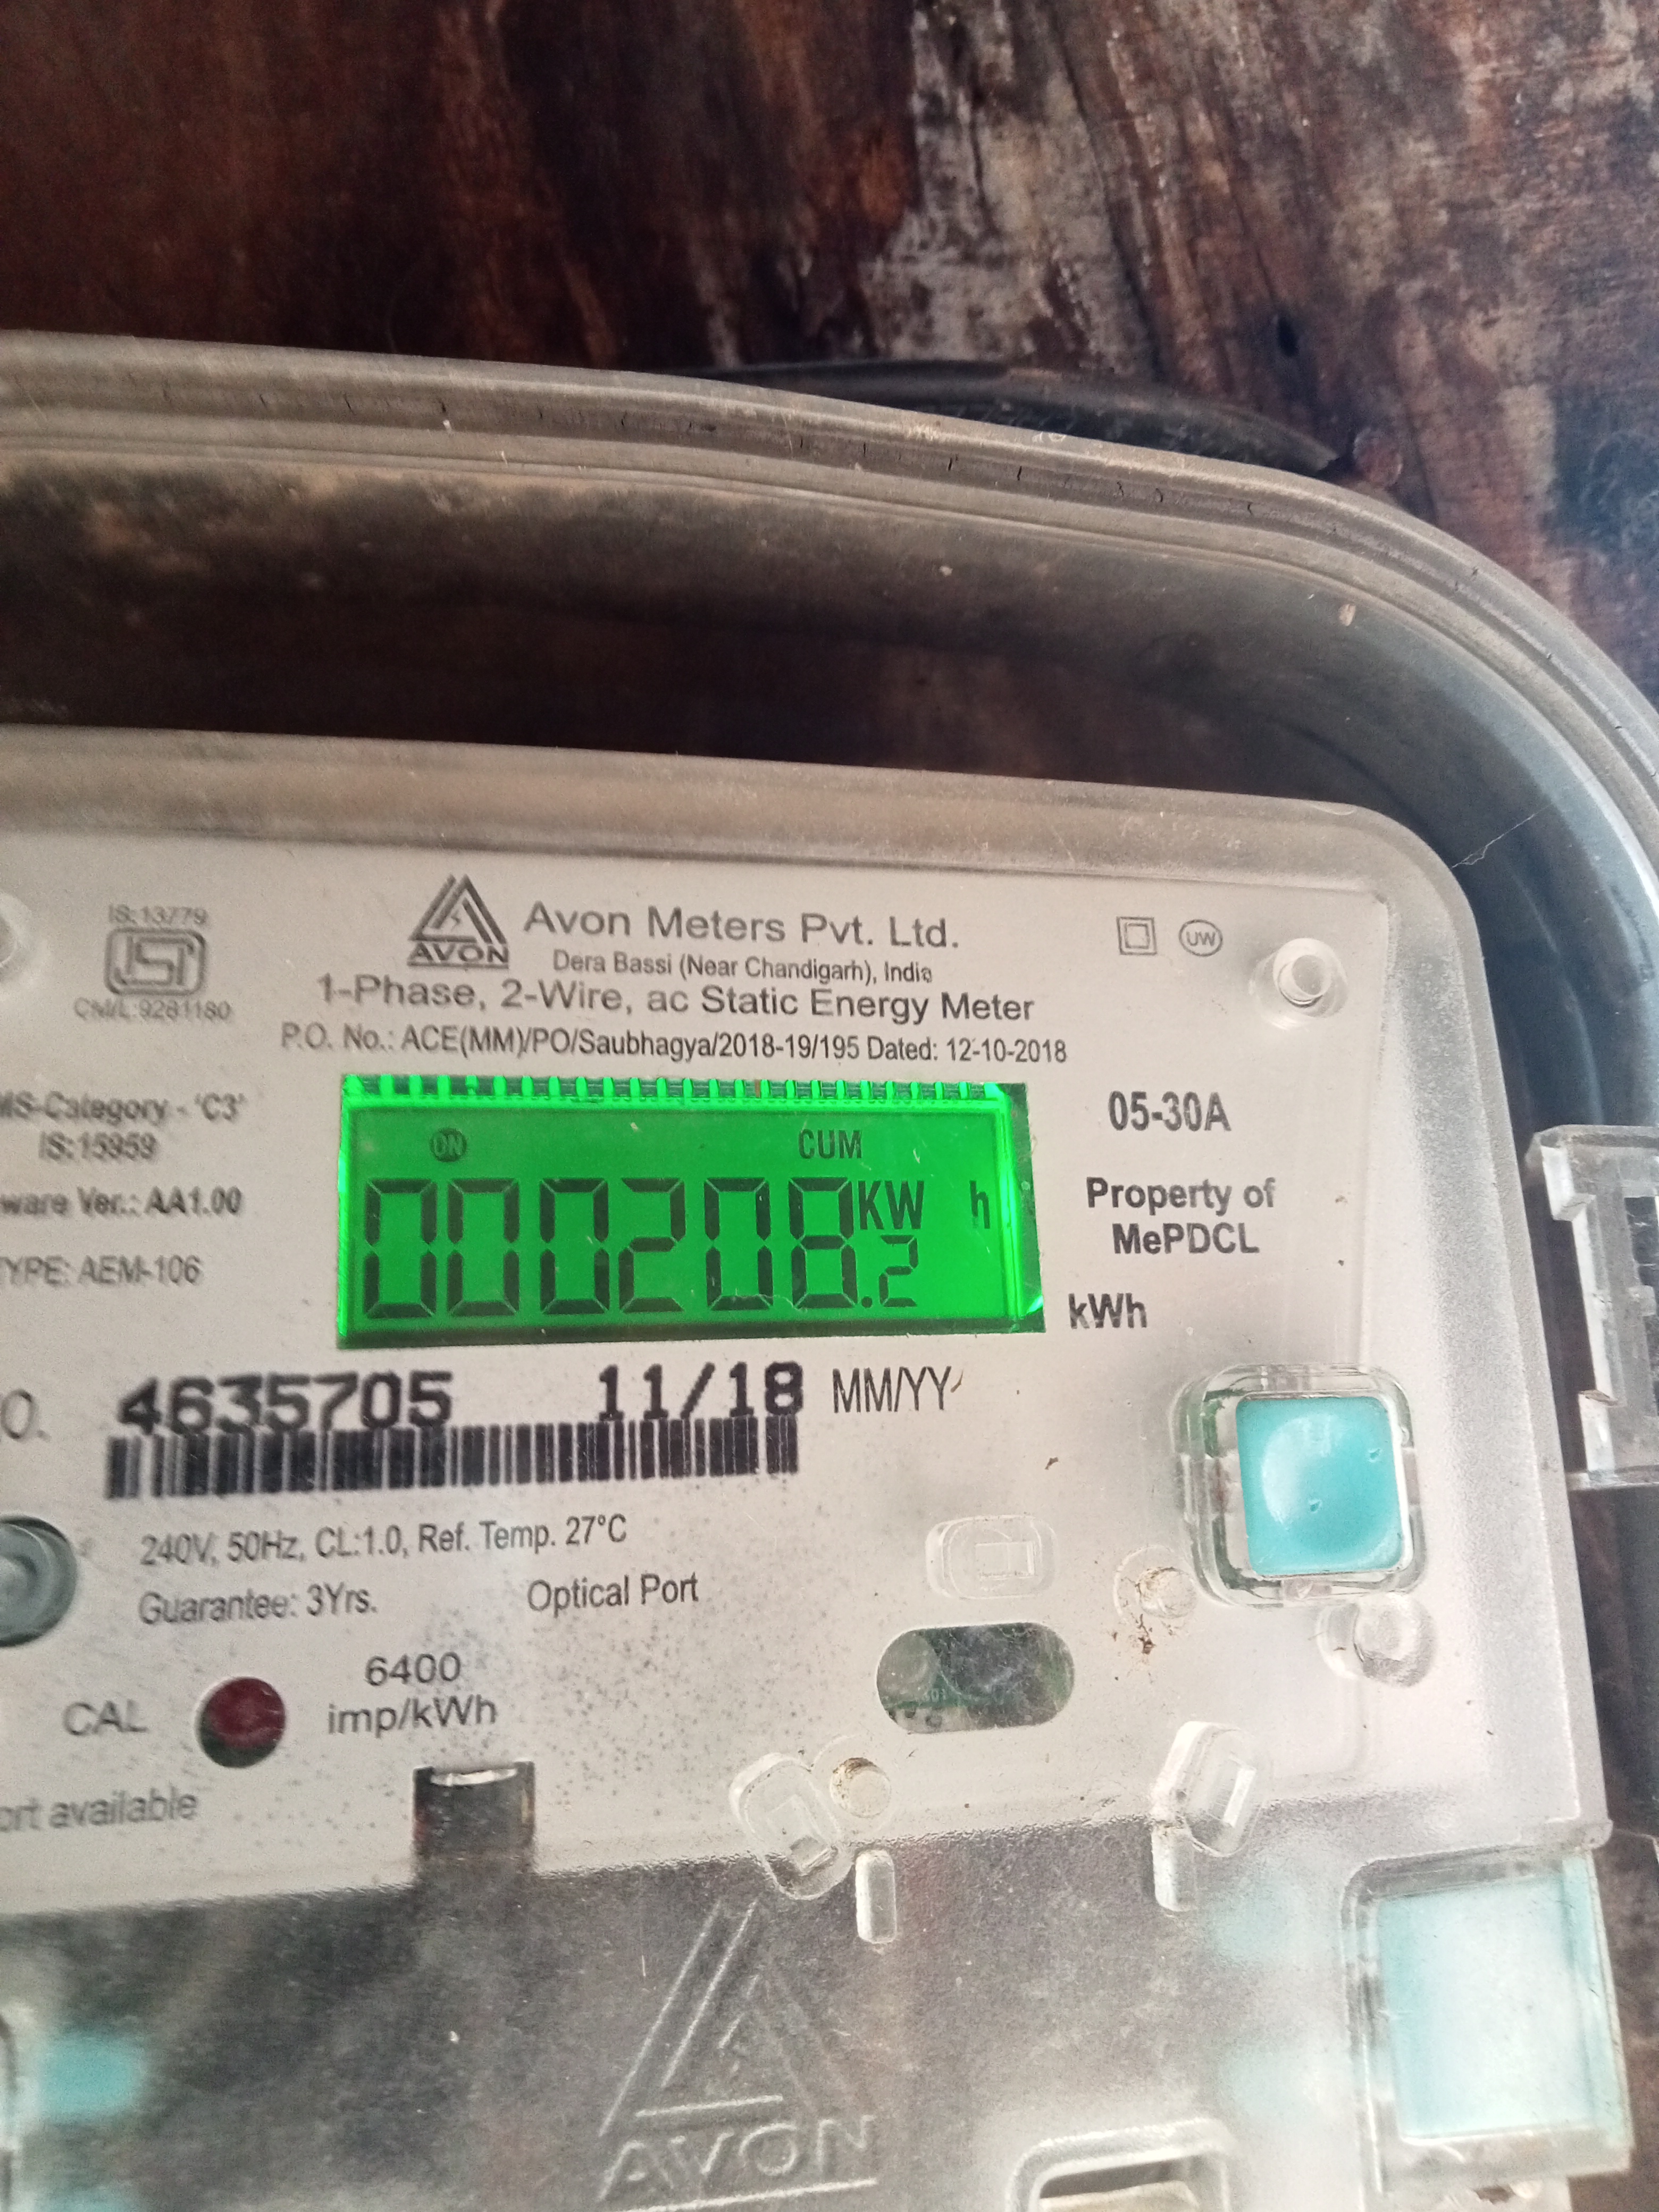 IS:13779
ISI
CM/L:9281180
AVON
Avon Meters Pvt. Ltd.
Dera Bassi (Near Chandigarh), India
UW
1-Phase, 2-Wire, ac Static Energy Meter
P.O. No.: ACE(MM)/PO/Saubhagya/2018-19/195 Dated: 12-10-2018
MS-Category - 'C3'
IS:15959
ware Ver.: AA1.00
YPE: AEM-106
ON CUM
000208.2 KW h
05-30A
Property of
MePDCL
kWh
O. 4635705 11/18 MM/YY
240V, 50Hz, CL:1.0, Ref. Temp. 27°C
Guarantee: 3Yrs. Optical Port
CAL 6400
imp/kWh
ort available
AVON